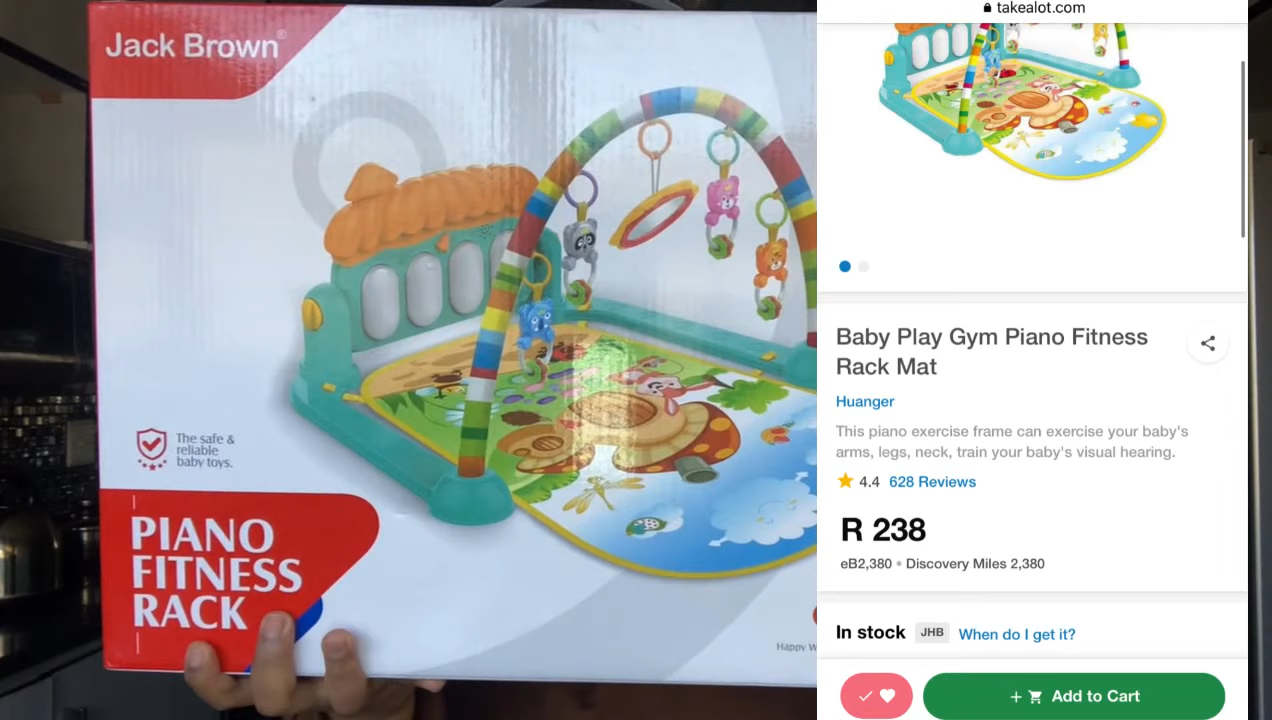 Jack Brown®
The safe &
reliable
baby toys.
PIANO
FITNESS
RACK
Happy W
takealot.com
Baby Play Gym Piano Fitness
Rack Mat
Huanger
This piano exercise frame can exercise your baby's
arms, legs, neck, train your baby's visual hearing.
4.4 628 Reviews
R 238
eB2,380 • Discovery Miles 2,380
In stock JHB When do I get it?
+ Add to Cart